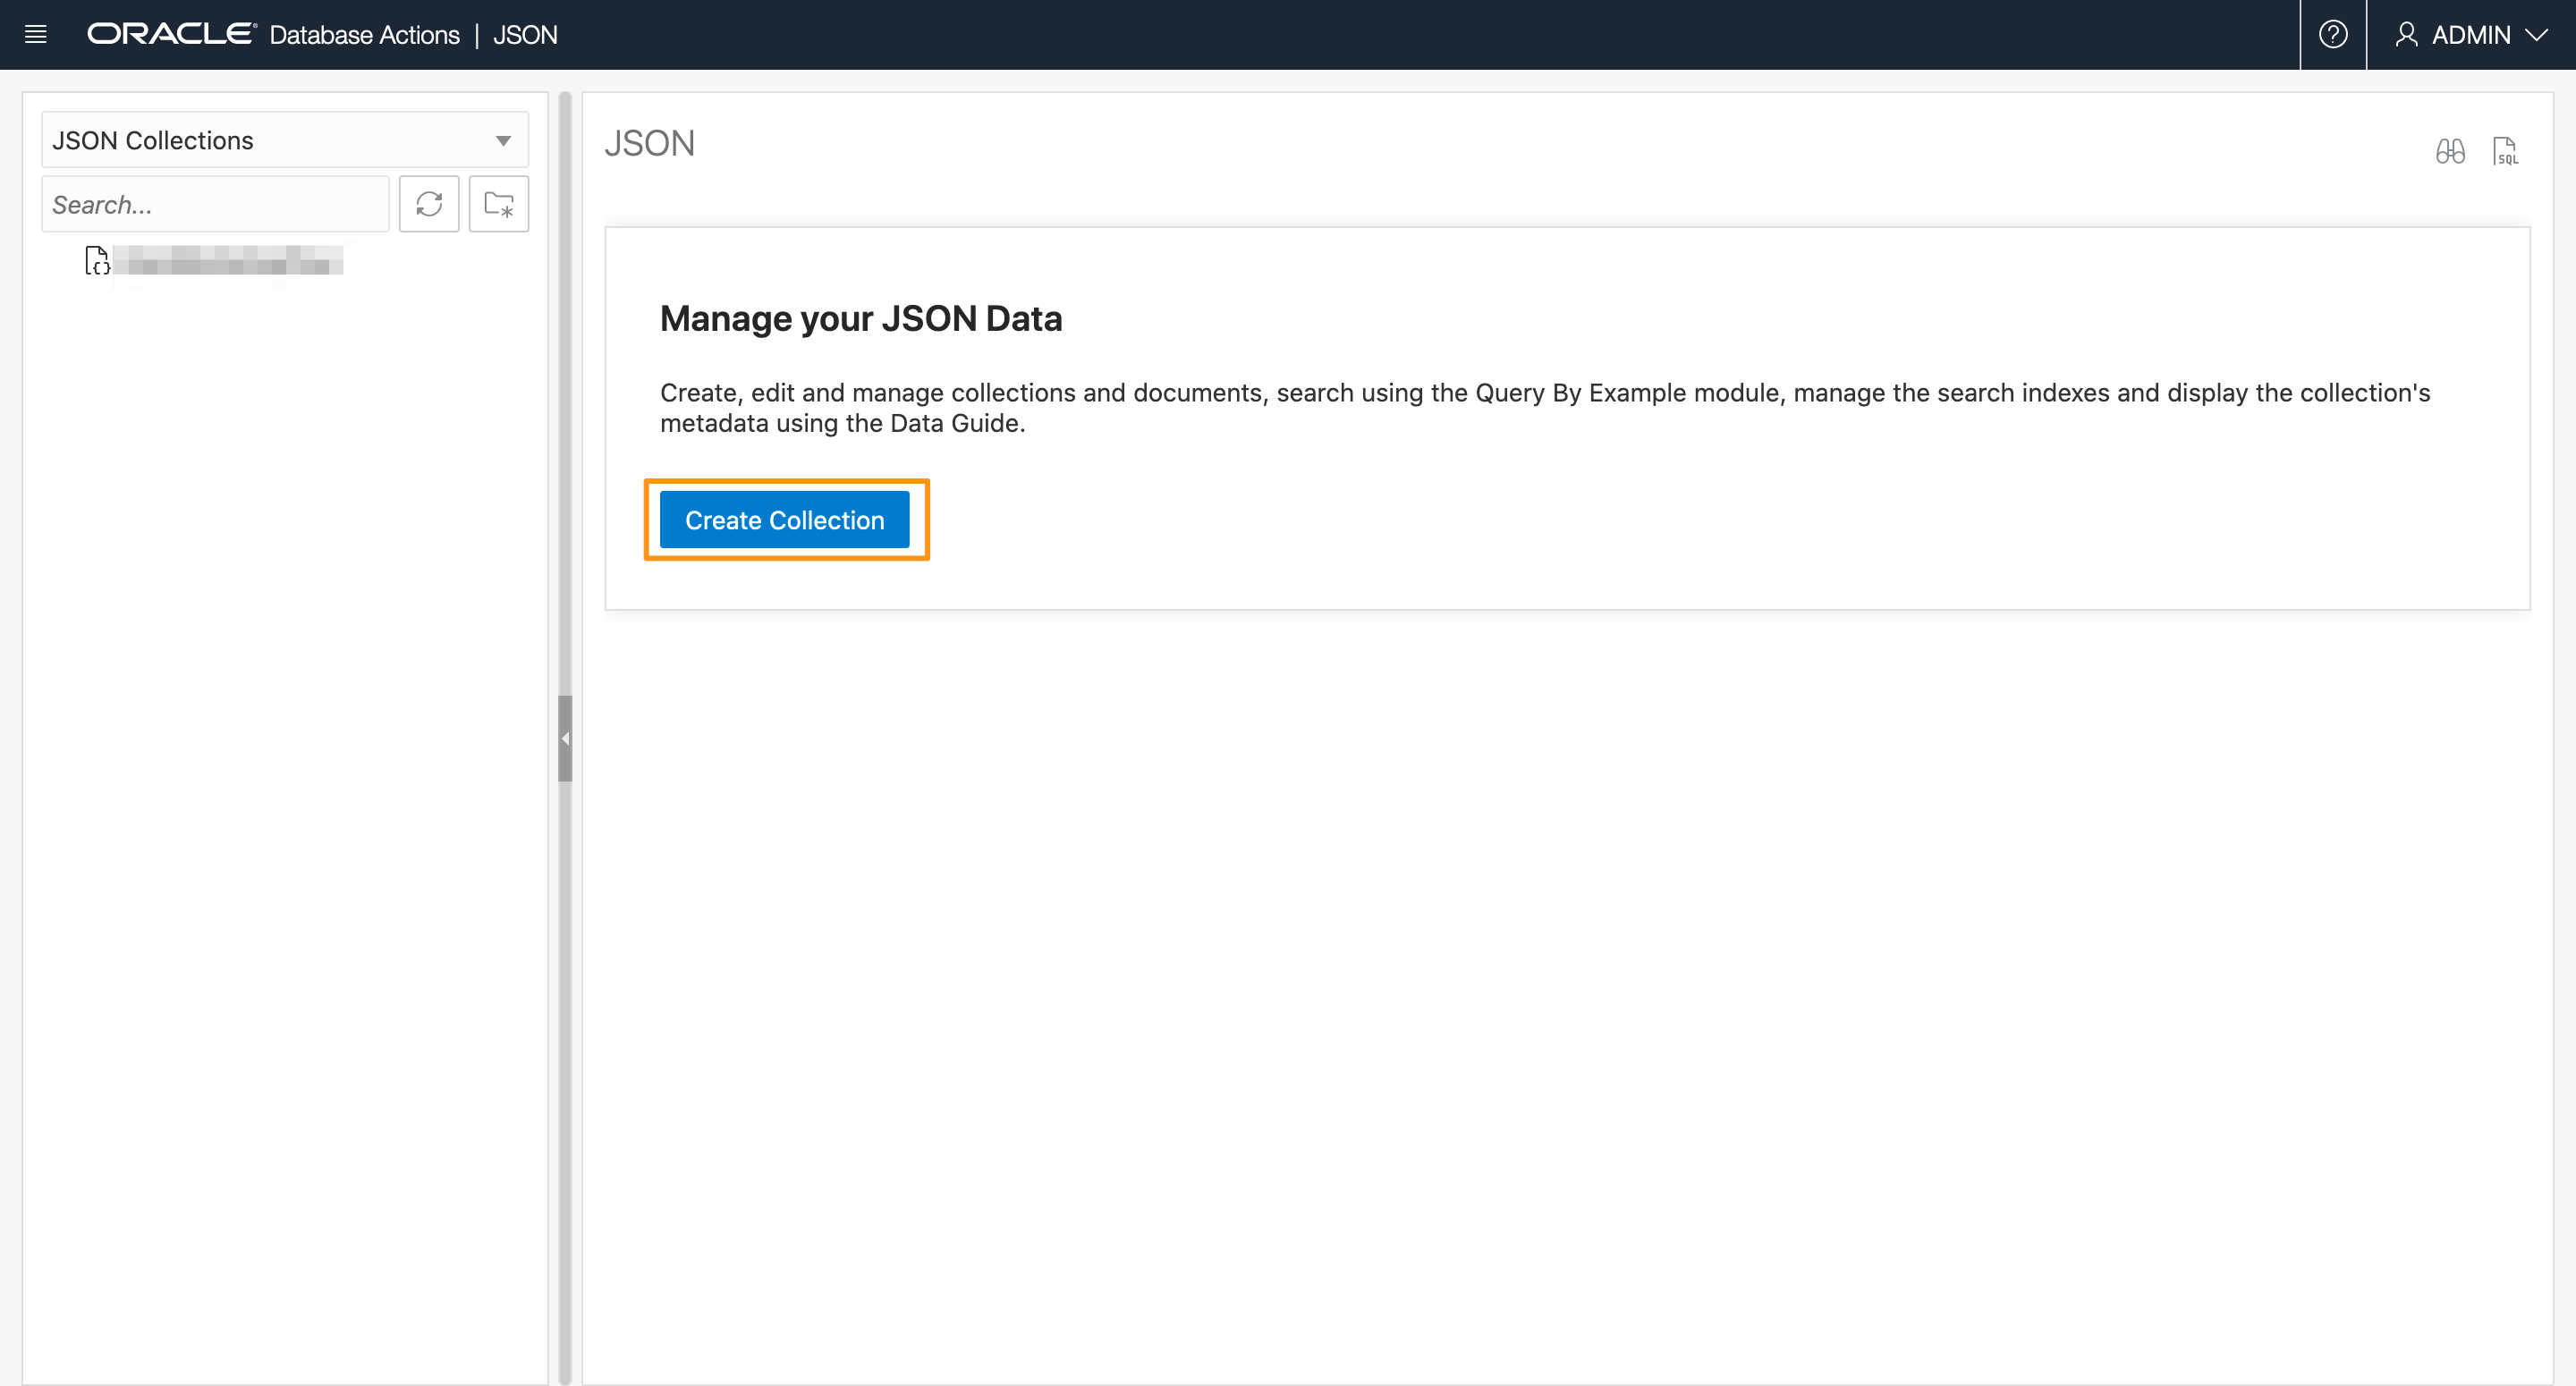 ORACLE Database Actions | JSON
ADMIN
JSON Collections
Search...
JSON
SQL
Manage your JSON Data
Create, edit and manage collections and documents, search using the Query By Example module, manage the search indexes and display the collection's
metadata using the Data Guide.
Create Collection